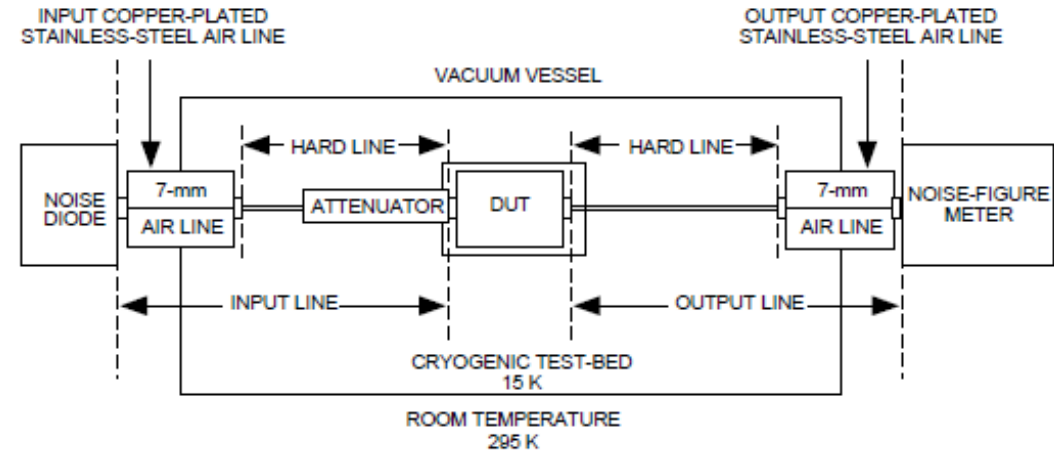 INPUT COPPER-PLATED
STAINLESS-STEEL AIR LINE
OUTPUT COPPER-PLATED
STAINLESS-STEEL AIR LINE
VACUUM VESSEL
HARD LINE
HARD LINE
NOISE
DIODE
7-mm
AIR LINE
ATTENUATOR
DUT
7-mm
AIR LINE
NOISE-FIGURE
METER
INPUT LINE
OUTPUT LINE
CRYOGENIC TEST-BED
15 K
ROOM TEMPERATURE
295 K